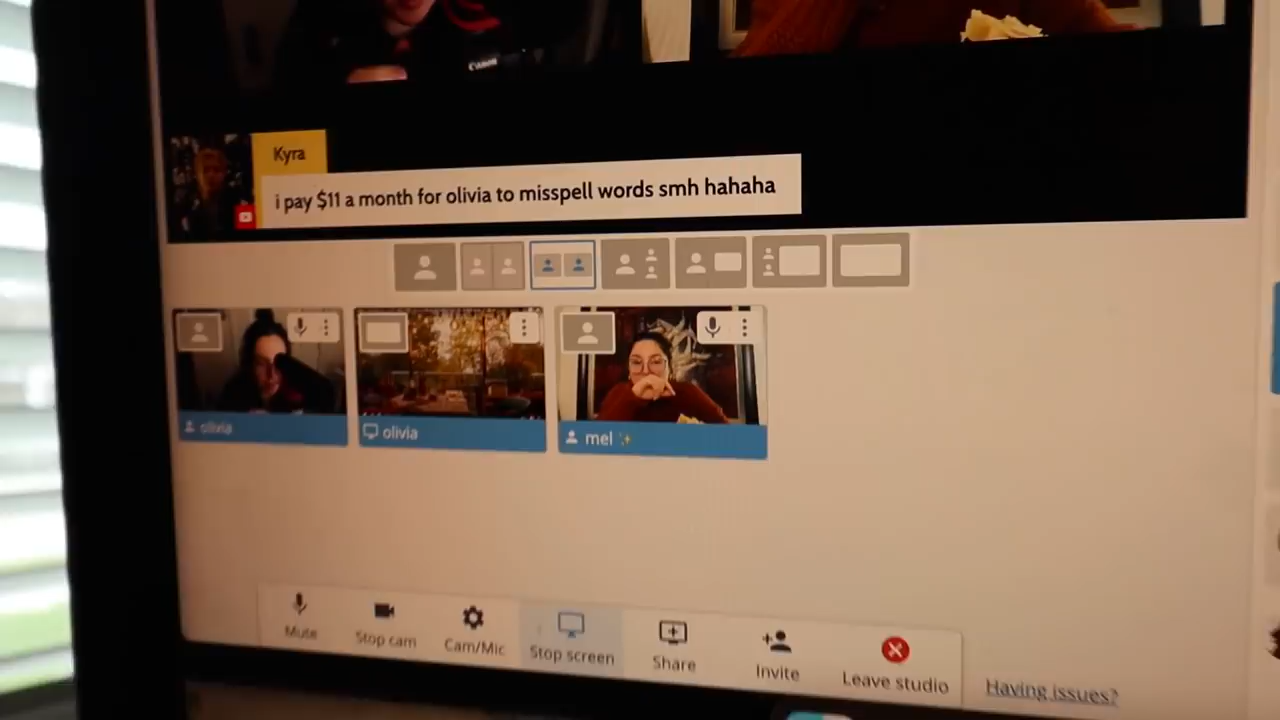 Canon
Kyra
i pay $11 a month for olivia to misspell words smh hahaha
olivia
olivia
mel
Mute
Stop cam
Cam/Mic
Stop screen
Share
Invite
Leave studio
Having issues?